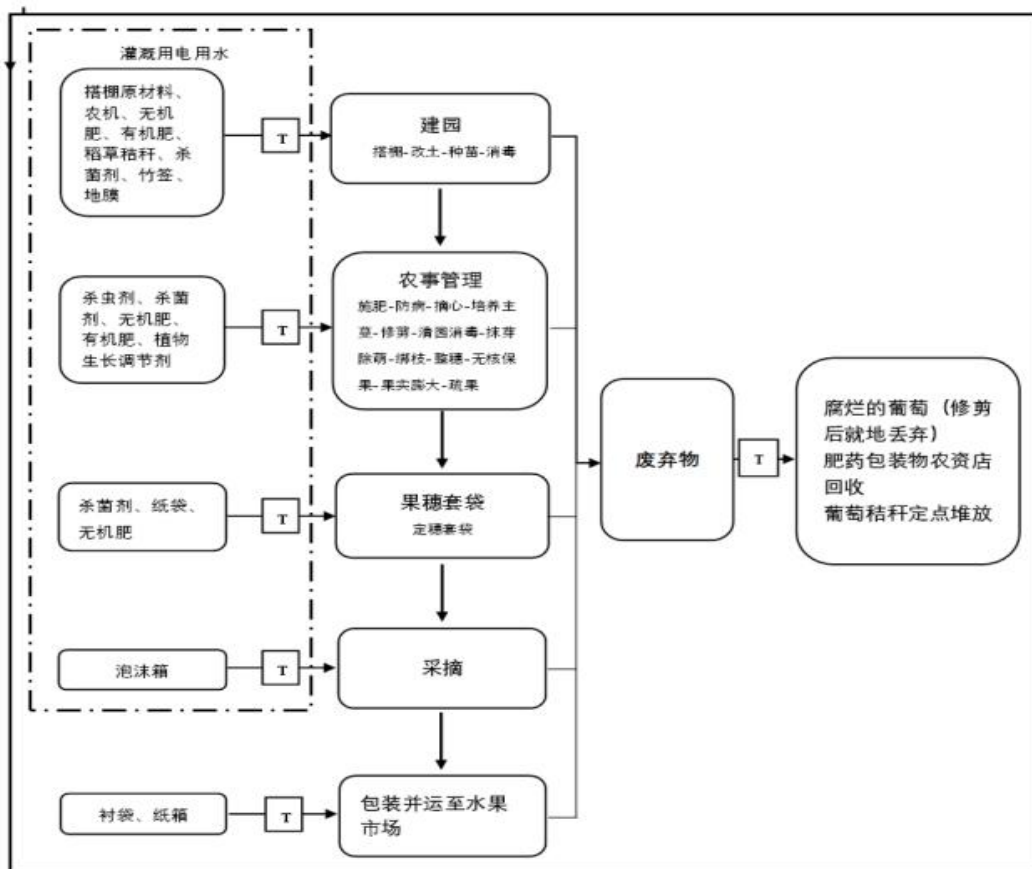 灌溉用电用水
搭棚原材料、
农机、无机
肥、有机肥、
稻草秸秆、杀
菌剂、竹签、
地膜
T
建园
搭棚-改土-种苗-消毒
杀虫剂、杀菌
剂、无机肥、
有机肥、植物
生长调节剂
T
农事管理
施肥-防病-摘心-培养主
蔓-修剪-清园消毒-抹芽
除萌-绑枝-整穗-无核保
果-果实膨大-疏果
杀菌剂、纸袋、
无机肥
T
果穗套袋
定穗套袋
泡沫箱
T
采摘
衬袋、纸箱
T
包装并运至水果
市场
废弃物
T
腐烂的葡萄（修剪
后就地丢弃）
肥药包装物农资店
回收
葡萄秸秆定点堆放